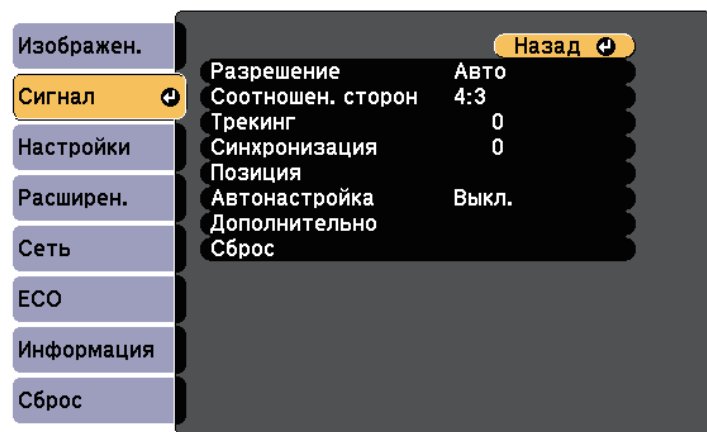 Изображен.
Сигнал
Настройки
Расширен.
Сеть
ECO
Информация
Сброс
Назад
Разрешение Авто
Соотношен. сторон 4:3
Трекинг 0
Синхронизация 0
Позиция
Автонастройка Выкл.
Дополнительно
Сброс